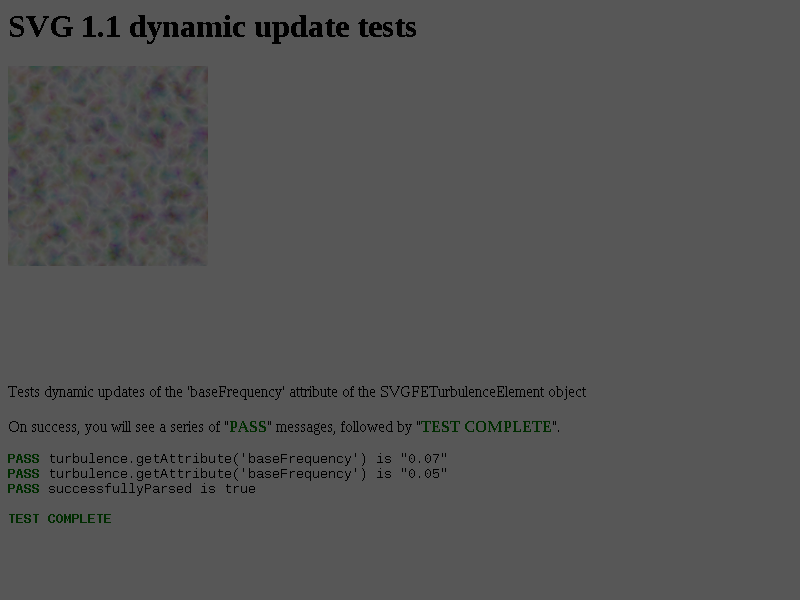 SVG 1.1 dynamic update tests
Tests dynamic updates of the 'baseFrequency' attribute of the SVGFETurbulenceElement object
On success, you will see a series of "PASS" messages, followed by "TEST COMPLETE".
PASS turbulence.getAttribute('baseFrequency') is "0.07"
PASS turbulence.getAttribute('baseFrequency') is "0.05"
PASS successfullyParsed is true
TEST COMPLETE